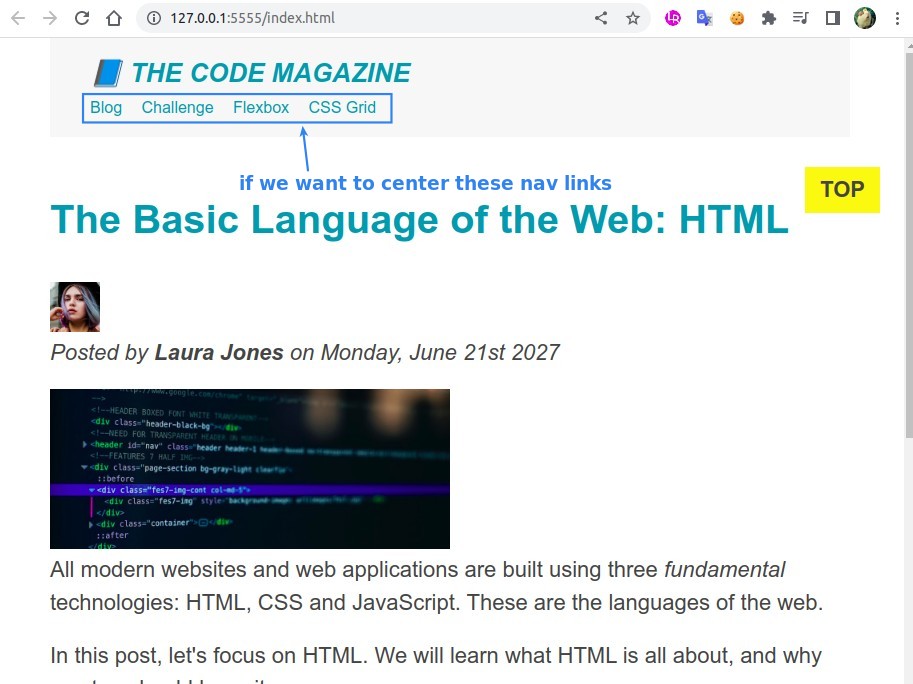 127.0.0.1:5555/index.html
THE CODE MAGAZINE
Blog Challenge Flexbox CSS Grid
if we want to center these nav links
TOP
The Basic Language of the Web: HTML
Posted by Laura Jones on Monday, June 21st 2027
-->
<!--HEADER BOXED FONT WHITE TRANSPARENT-->
<div class="header-black-bg"></div>
<!--NEED FOR TRANSPARENT HEADER ON
<header id="nav" class="header header-1
<!--FEATURES 7 HALF IMG-->
<div class="page-section bg-gray-light clearfix">
::before
<div class="fes7-img-cont col-md-5">
<div class="fes7-img" style="background-image:
</div>
<div class="container"></div>
::after
</div>
All modern websites and web applications are built using three fundamental
technologies: HTML, CSS and JavaScript. These are the languages of the web.
In this post, let's focus on HTML. We will learn what HTML is all about, and why